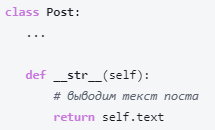 class Post:
    ...
    def __str__(self):
        # выводим текст поста
        return self.text